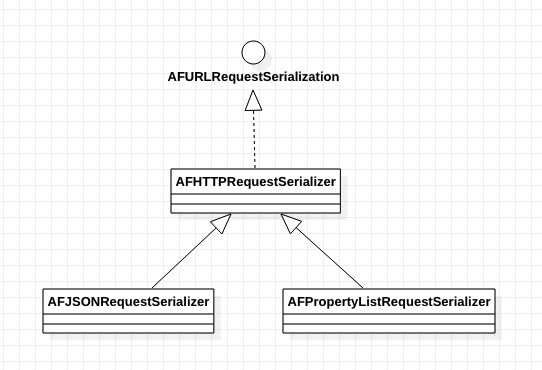 AFURLRequestSerialization
AFHTTPRequestSerializer
AFJSONRequestSerializer
AFPropertyListRequestSerializer